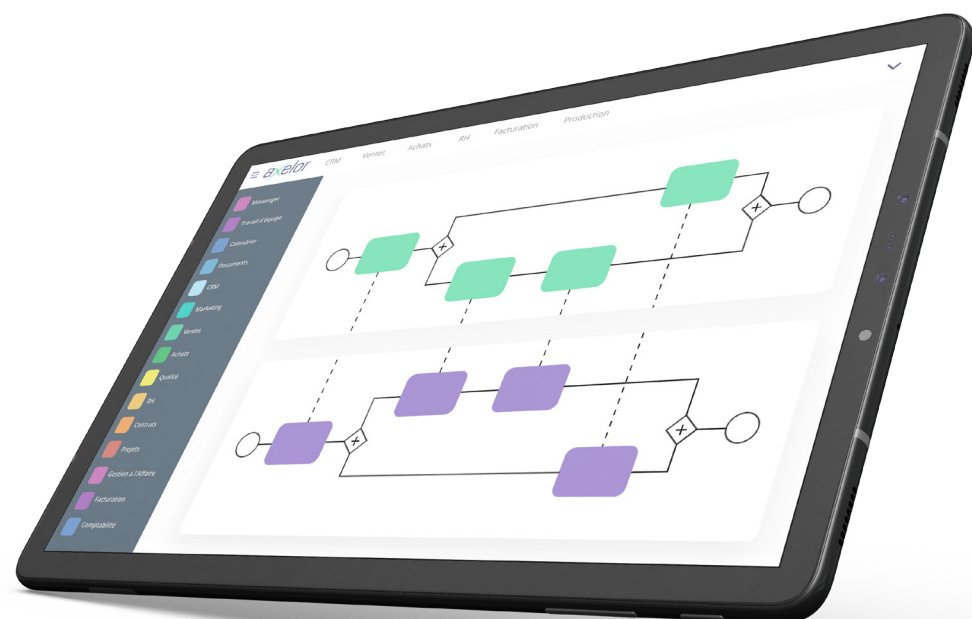 axelor
CRM Ventes Achats RH Facturation Production
Messenger
Travail d'équipe
Calendrier
Documents
CRM
Marketing
Ventes
Achats
Qualité
RH
Contrats
Projets
Gestion à l'Affaire
Facturation
Comptabilité